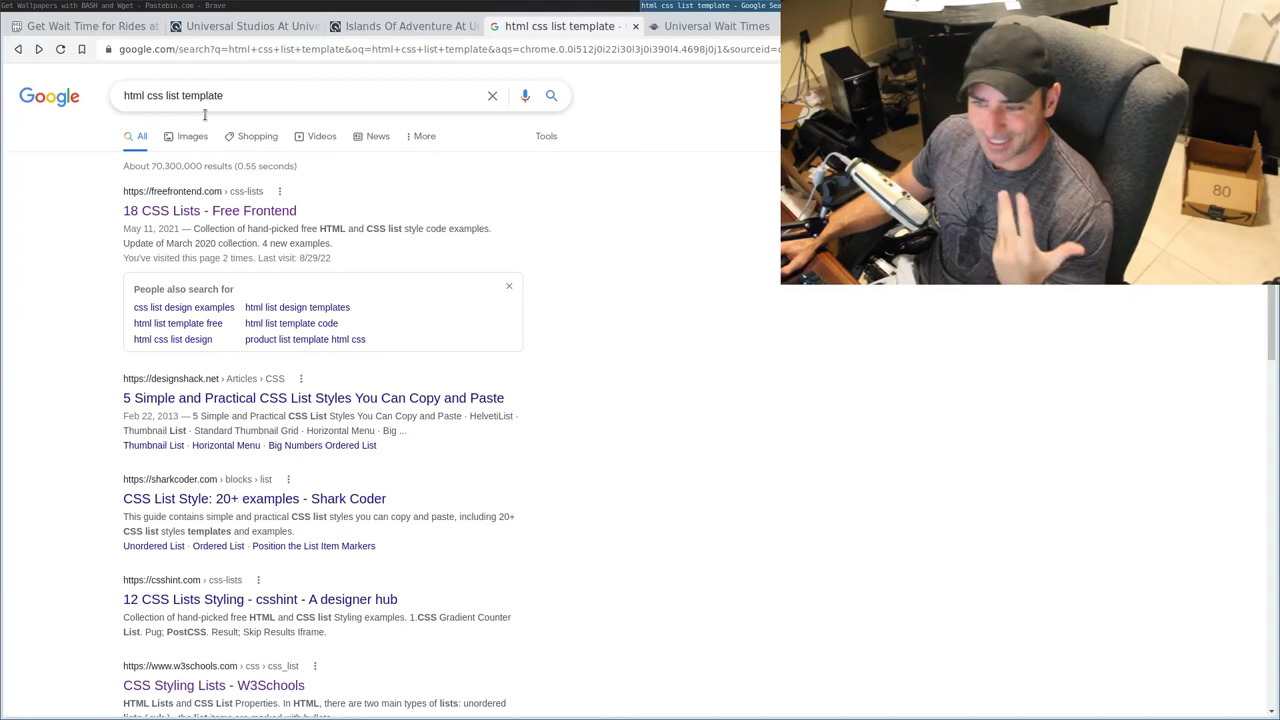 Get Wallpapers with BASH and Wget - Pastebin.com - Brave
html css list template - Google Sea
Get Wait Time for Rides at
Universal Studios At Unive
Islands Of Adventure At U
html css list template -
Universal Wait Times
google.com/search?q=html+css+list+template&oq=html+css+list+template&aqs=chrome.0.0i512j0i22i30l3j0i390l4.4698j0j1&sourceid=c
Google
html css list template
All
Images
Shopping
Videos
News
More
Tools
About 70,300,000 results (0.55 seconds)
https://freefrontend.com › css-lists
18 CSS Lists - Free Frontend
May 11, 2021 — Collection of hand-picked free HTML and CSS list style code examples.
Update of March 2020 collection. 4 new examples.
You've visited this page 2 times. Last visit: 8/29/22
People also search for
css list design examples html list design templates
html list template free html list template code
html css list design product list template html css
https://designshack.net › Articles › CSS
5 Simple and Practical CSS List Styles You Can Copy and Paste
Feb 22, 2013 — 5 Simple and Practical CSS List Styles You Can Copy and Paste · HelvetiList ·
Thumbnail List · Standard Thumbnail Grid · Horizontal Menu · Big ...
Thumbnail List · Horizontal Menu · Big Numbers Ordered List
https://sharkcoder.com › blocks › list
CSS List Style: 20+ examples - Shark Coder
This guide contains simple and practical CSS list styles you can copy and paste, including 20+
CSS list styles templates and examples.
Unordered List · Ordered List · Position the List Item Markers
https://csshint.com › css-lists
12 CSS Lists Styling - csshint - A designer hub
Collection of hand-picked free HTML and CSS list Styling examples. 1.CSS Gradient Counter
List. Pug; PostCSS. Result; Skip Results Iframe.
https://www.w3schools.com › css › css_list
CSS Styling Lists - W3Schools
HTML Lists and CSS List Properties. In HTML, there are two main types of lists: unordered
80